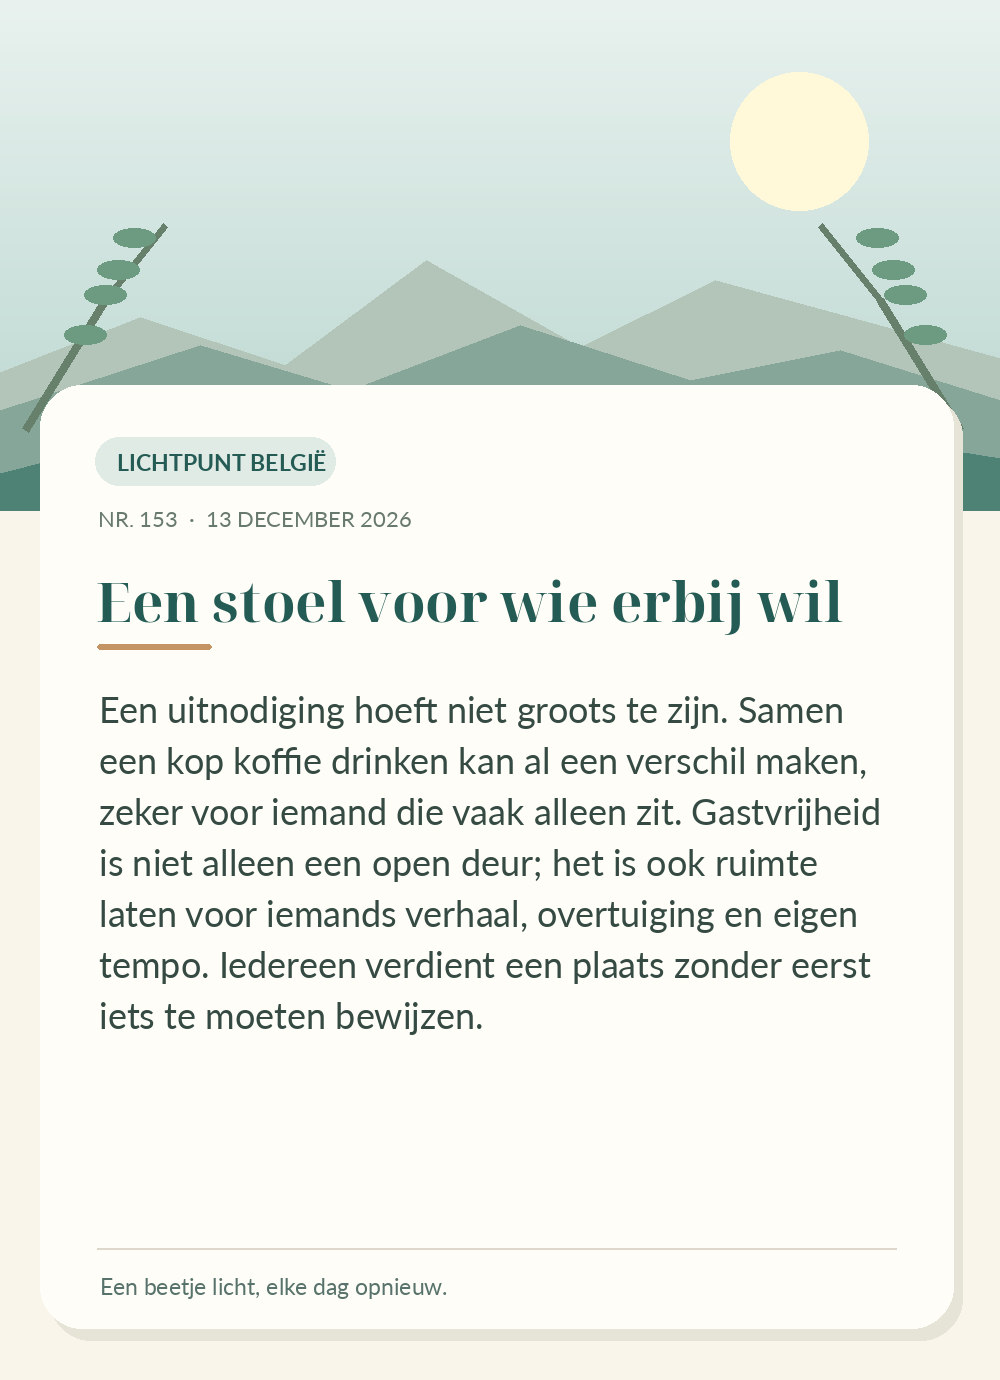 LICHTPUNT BELGIË
NR. 153 · 13 DECEMBER 2026
Een stoel voor wie erbij wil
Een uitnodiging hoeft niet groots te zijn. Samen
een kop koffie drinken kan al een verschil maken,
zeker voor iemand die vaak alleen zit. Gastvrijheid
is niet alleen een open deur; het is ook ruimte
laten voor iemands verhaal, overtuiging en eigen
tempo. Iedereen verdient een plaats zonder eerst
iets te moeten bewijzen.
Een beetje licht, elke dag opnieuw.